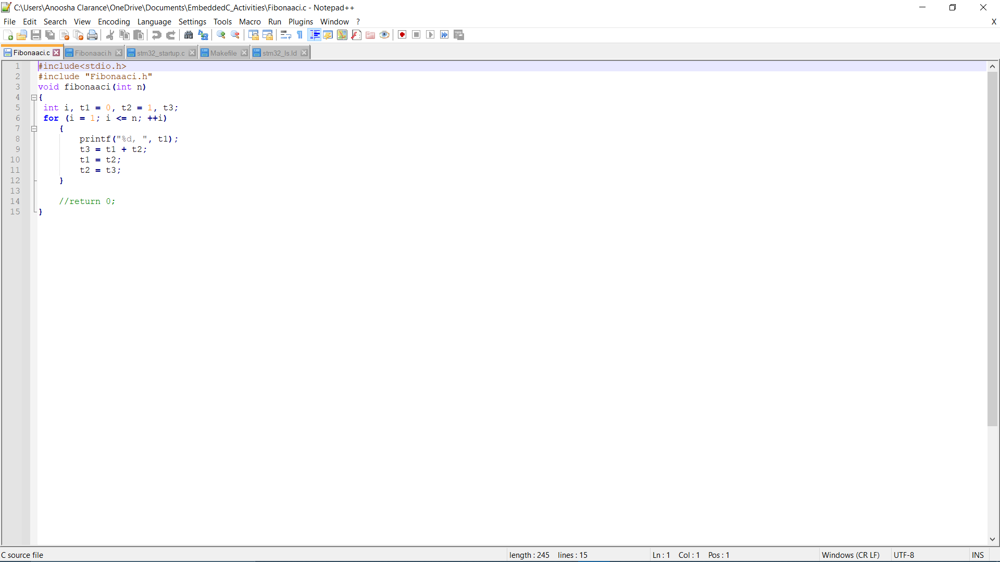 C:\Users\Anoosha Clarance\OneDrive\Documents\EmbeddedC_Activities\Fibonaaci.c - Notepad++
File Edit Search View Encoding Language Settings Tools Macro Run Plugins Window ? X
Fibonaaci.c Fibonaaci.h stm32_startup.c Makefile stm32_ls.ld
1 #include<stdio.h>
2 #include "Fibonaaci.h"
3 void fibonaaci(int n)
4 {
5 int i, t1 = 0, t2 = 1, t3;
6 for (i = 1; i <= n; ++i)
7 {
8 printf("%d, ", t1);
9 t3 = t1 + t2;
10 t1 = t2;
11 t2 = t3;
12 }
13
14 //return 0;
15 }
C source file length : 245 lines : 15 Ln : 1 Col : 1 Pos : 1 Windows (CR LF) UTF-8 INS